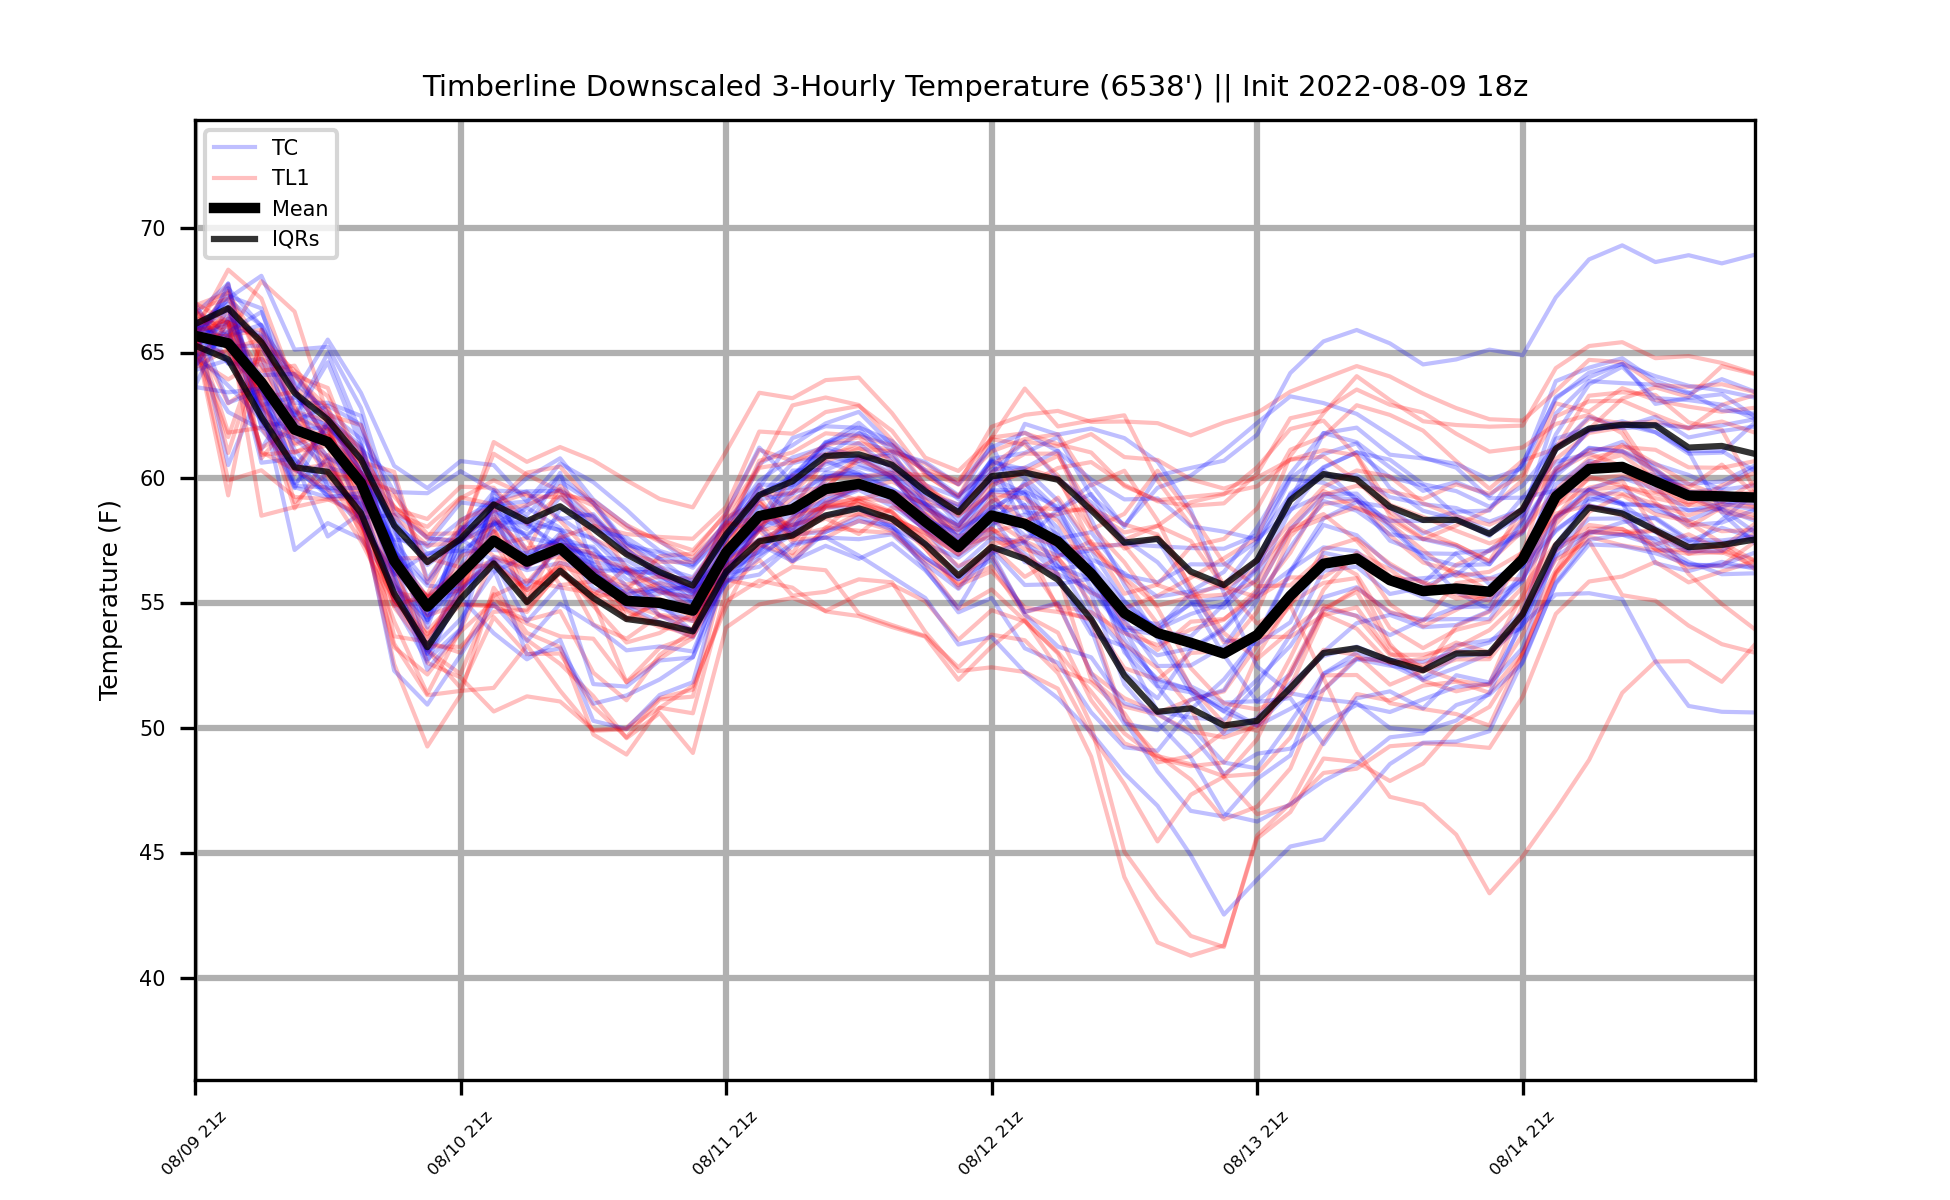 Timberline Downscaled 3-Hourly Temperature (6538') || Init 2022-08-09 18z
TC
TL1
Mean
IQRs
Temperature (F)
70
65
60
55
50
45
40
08/09 21z
08/10 21z
08/11 21z
08/12 21z
08/13 21z
08/14 21z